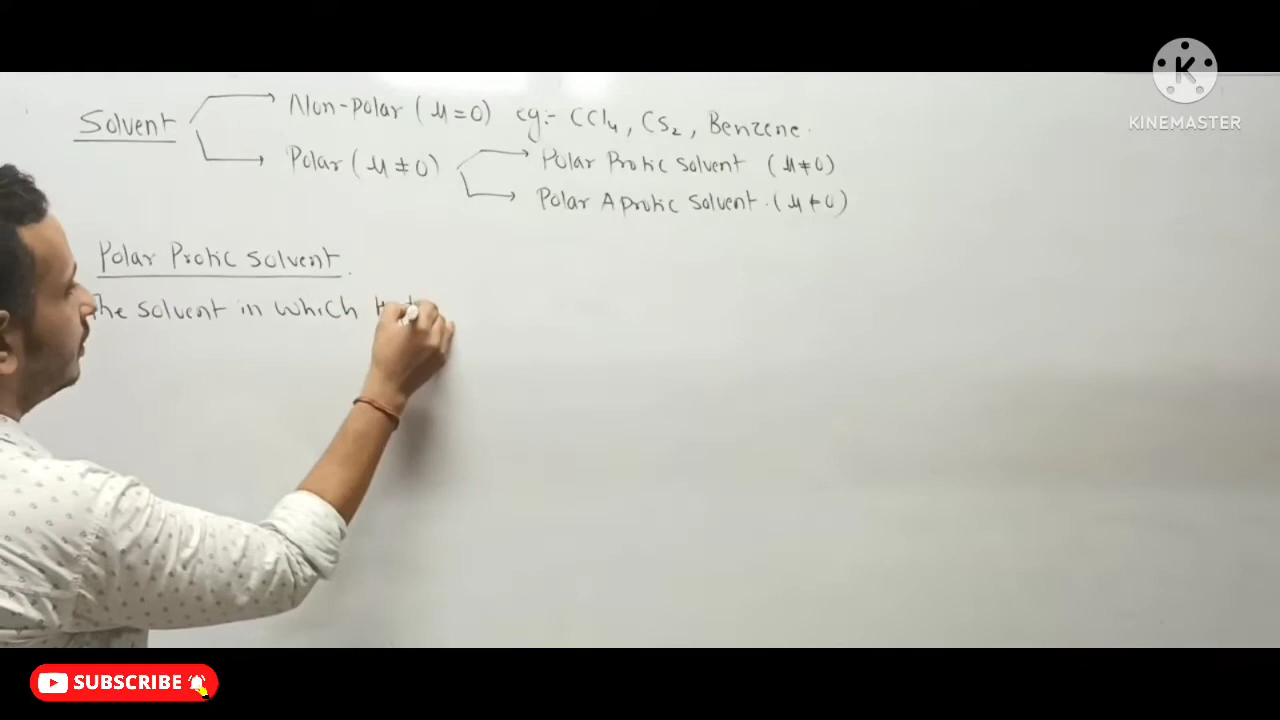 Solvent
Non-Polar (μ=0) eg:- CCl₄, CS₂, Benzene.
Polar (μ≠0)
Polar Protic Solvent (μ≠0)
Polar Aprotic Solvent. (μ≠0)
Polar Protic Solvent.
The Solvent in which
KINEMASTER
SUBSCRIBE